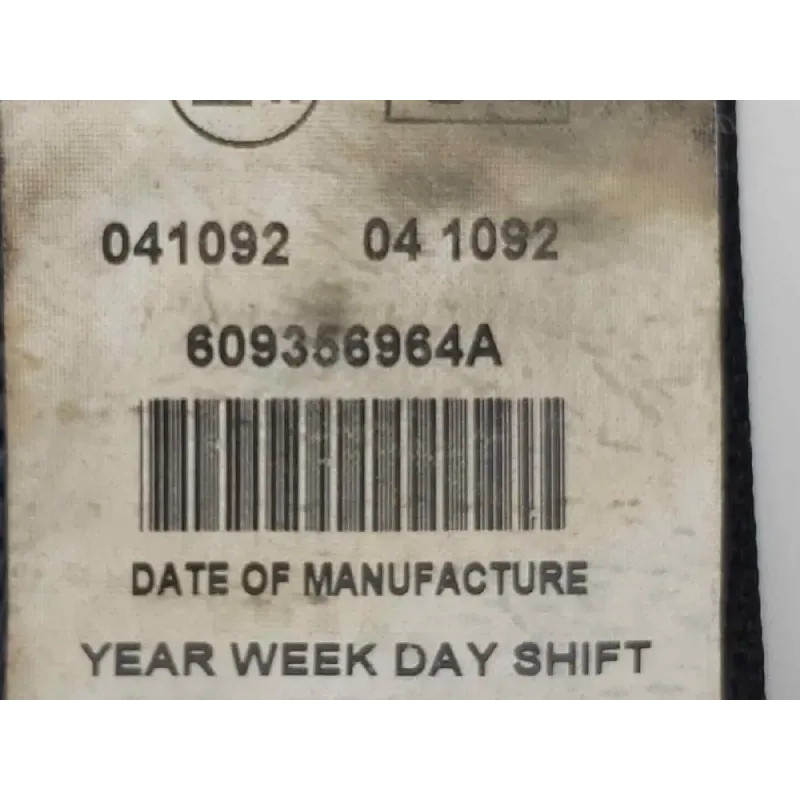 041092 04 1092
609356964A
DATE OF MANUFACTURE
YEAR WEEK DAY SHIFT